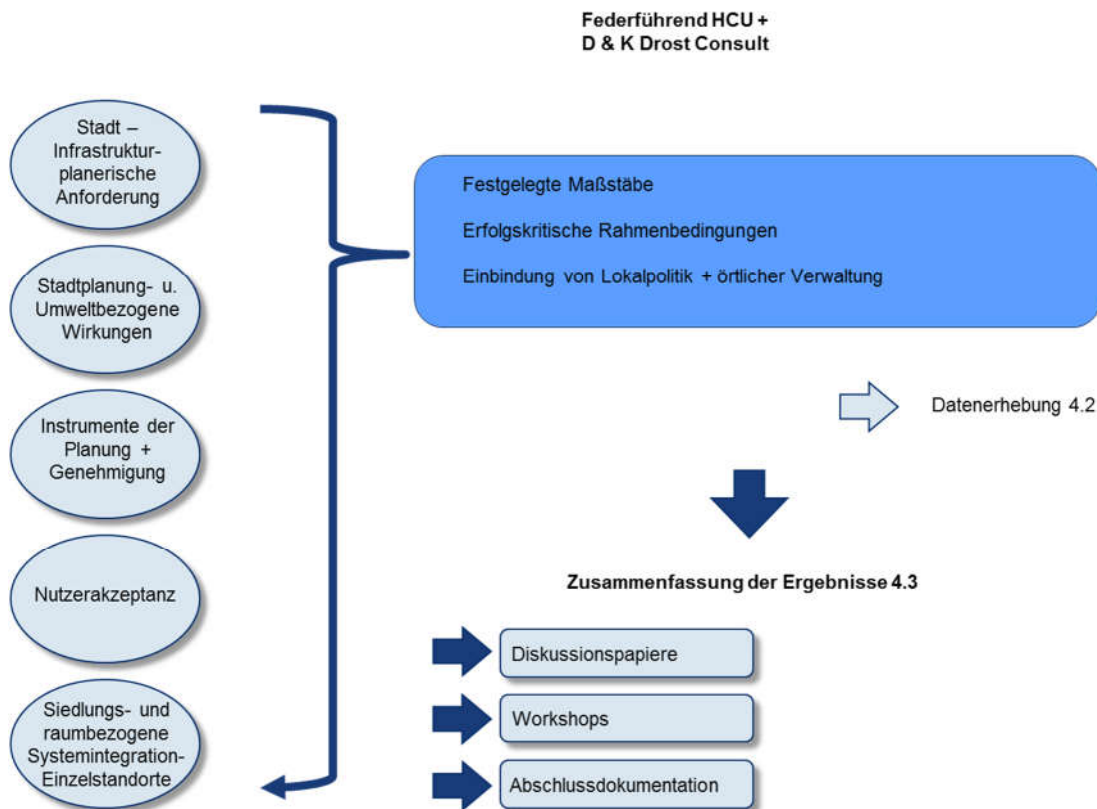 Federführend HCU +
D & K Drost Consult
Stadt –
Infrastruktur-
planerische
Anforderung
Stadtplanung- u.
Umweltbezogene
Wirkungen
Instrumente der
Planung +
Genehmigung
Nutzerakzeptanz
Siedlungs- und
raumbezogene
Systemintegration-
Einzelstandorte
Festgelegte Maßstäbe
Erfolgskritische Rahmenbedingungen
Einbindung von Lokalpolitik + örtlicher Verwaltung
Datenerhebung 4.2
Zusammenfassung der Ergebnisse 4.3
Diskussionspapiere
Workshops
Abschlussdokumentation